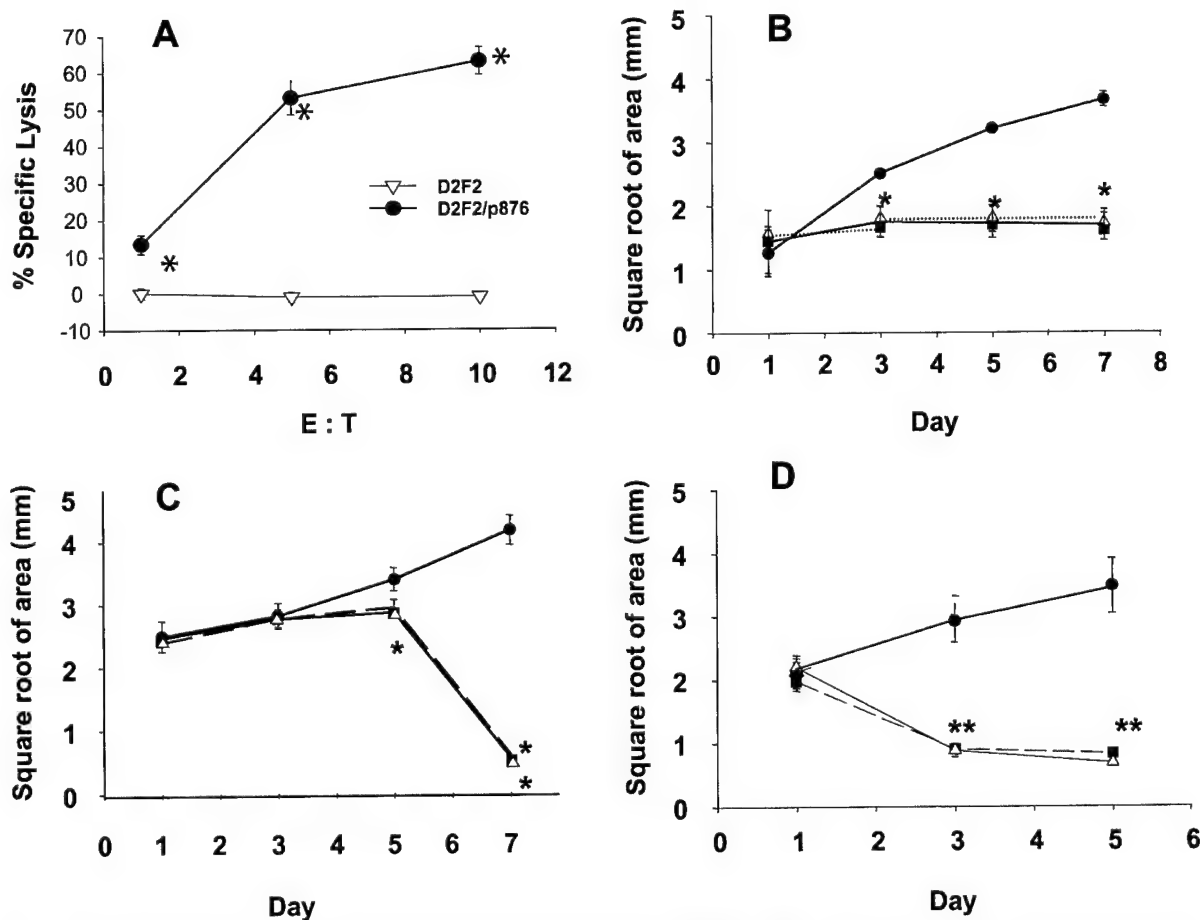 A
% Specific Lysis
70
60
50
40
30
20
10
0
-10
*
*
*
D2F2
D2F2/p876
0 2 4 6 8 10 12
E : T
B
Square root of area (mm)
5
4
3
2
1
0
* * *
0 1 2 3 4 5 6 7 8
Day
C
Square root of area (mm)
5
4
3
2
1
0
*
*
*
0 1 2 3 4 5 6 7
Day
D
Square root of area (mm)
5
4
3
2
1
0
** **
0 1 2 3 4 5 6
Day